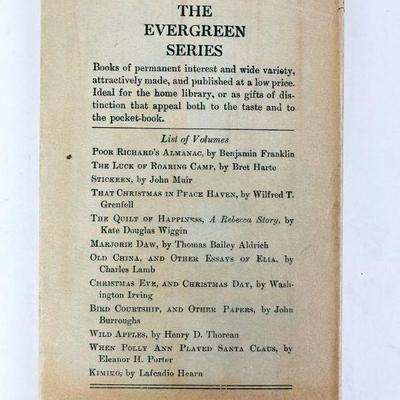 THE
EVERGREEN
SERIES
Books of permanent interest and wide variety,
attractively made, and published at a low price.
Ideal for the home library, or as gifts of dis-
tinction that appeal both to the taste and to
the pocket-book.
List of Volumes
POOR RICHARD'S ALMANAC, by Benjamin Franklin
THE LUCK OF ROARING CAMP, by Bret Harte
STICKEEN, by John Muir
THAT CHRISTMAS IN PEACE HAVEN, by Wilfred T.
Grenfell
THE QUILT OF HAPPINESS, A Rebecca Story, by
Kate Douglas Wiggin
MARJORIE DAW, by Thomas Bailey Aldrich
OLD CHINA, AND OTHER ESSAYS OF ELIA, by
Charles Lamb
CHRISTMAS EVE, AND CHRISTMAS DAY, by Wash-
ington Irving
BIRD COURTSHIP, AND OTHER PAPERS, by John
Burroughs
WILD APPLES, by Henry D. Thoreau
WHEN POLLY ANN PLAYED SANTA CLAUS, by
Eleanor H. Porter
KIMIKO; by Lafcadio Hearn